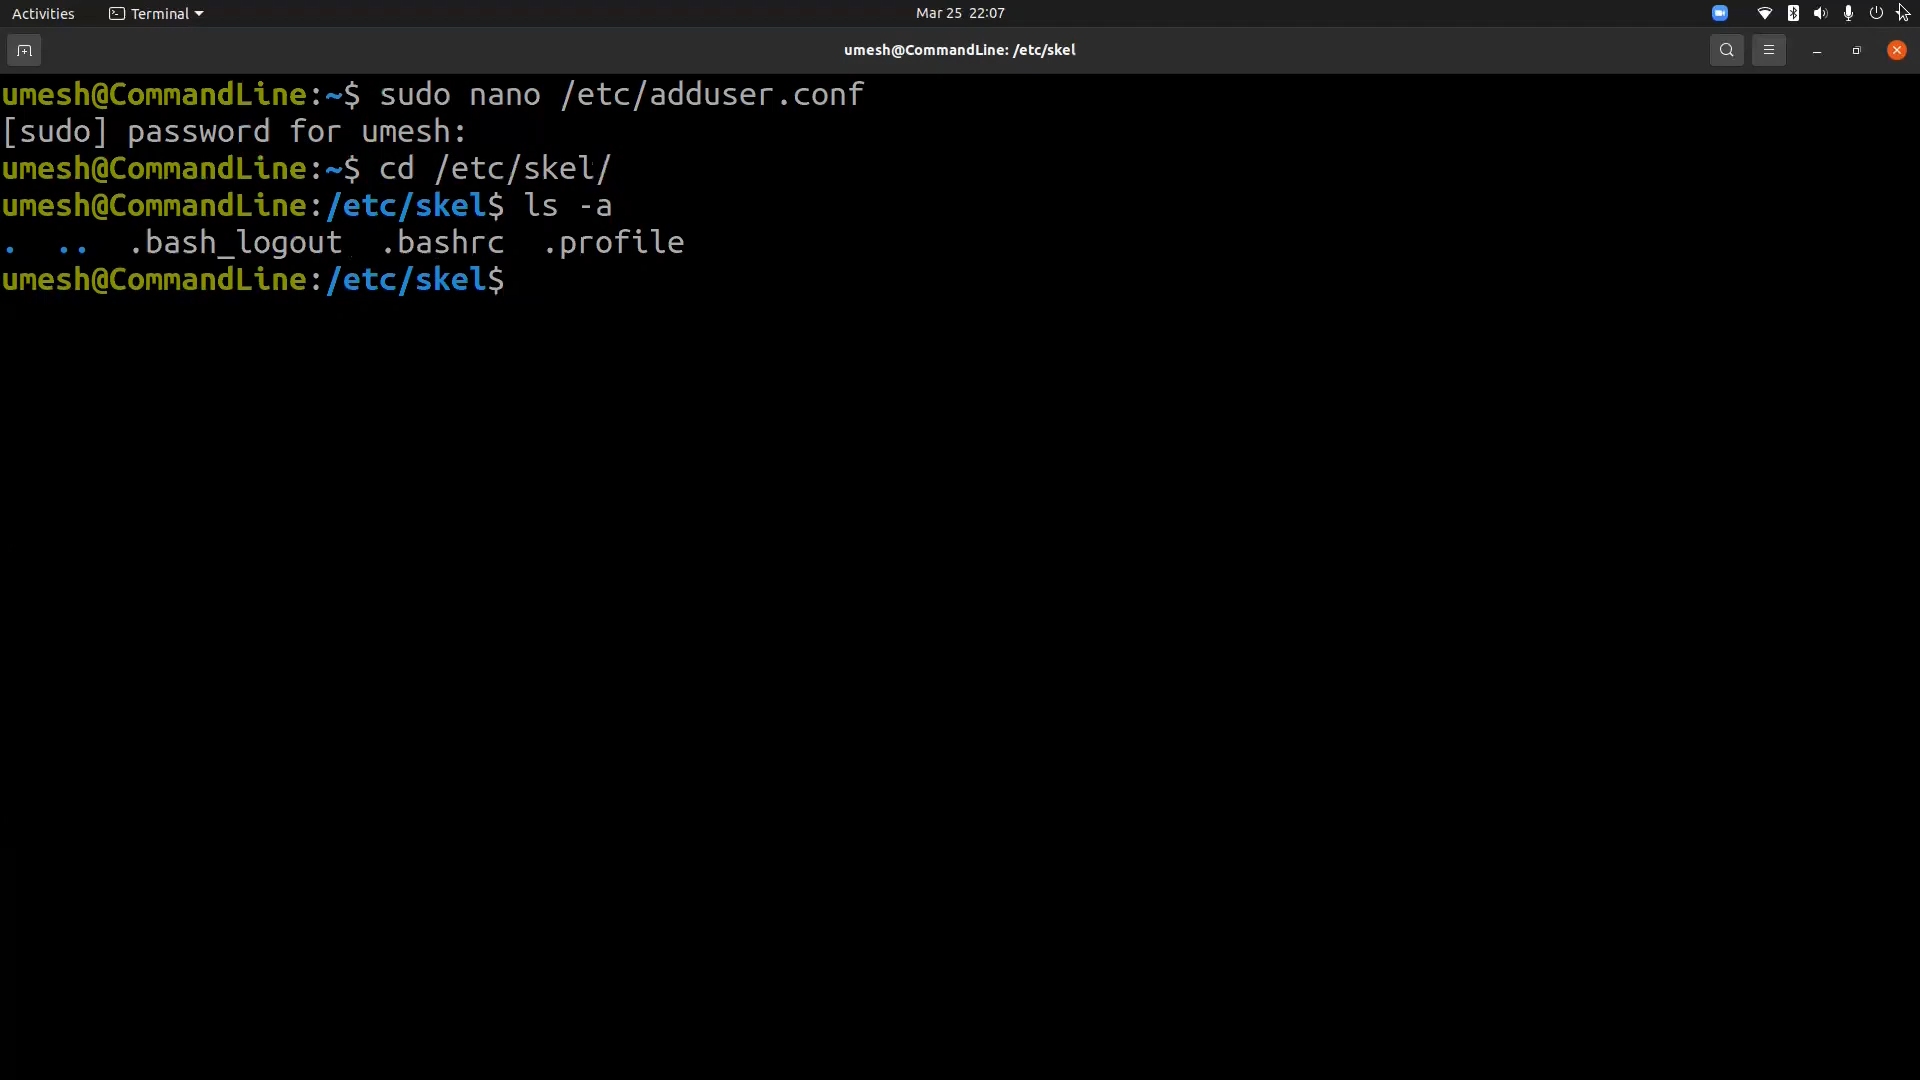 Activities Terminal Mar 25 22:07
umesh@CommandLine: /etc/skel
umesh@CommandLine:~$ sudo nano /etc/adduser.conf
[sudo] password for umesh:
umesh@CommandLine:~$ cd /etc/skel/
umesh@CommandLine:/etc/skel$ ls -a
. .. .bash_logout .bashrc .profile
umesh@CommandLine:/etc/skel$